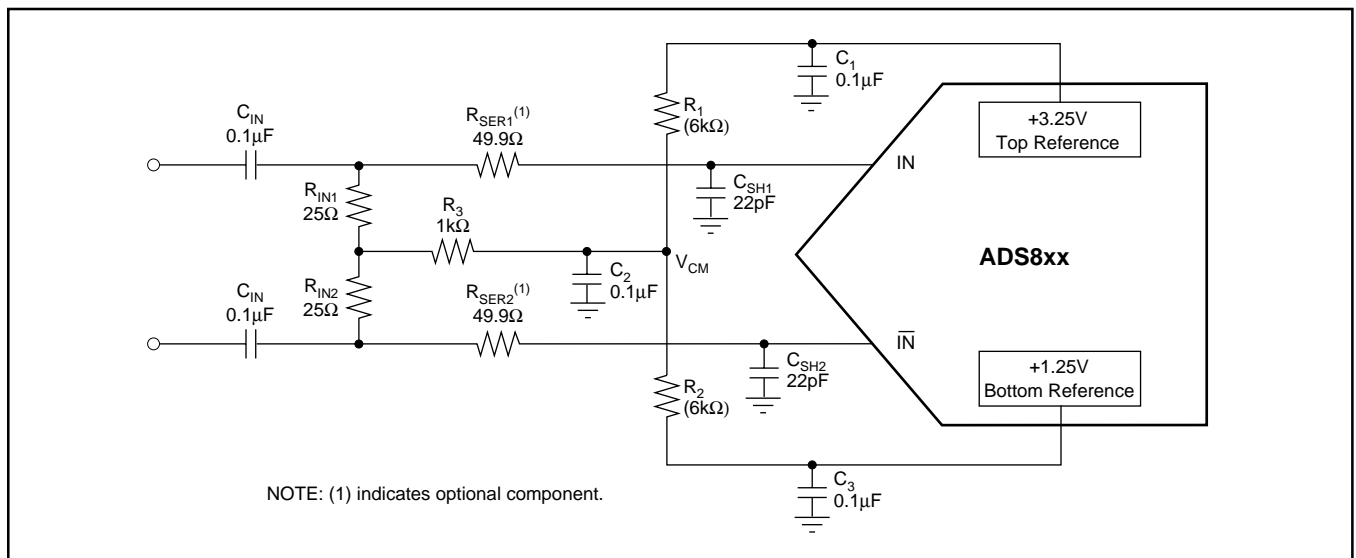 C1
0.1µF
CIN
0.1µF
RSER1(1)
49.9Ω
R1
(6kΩ)
+3.25V
Top Reference
IN
RIN1
25Ω
CSH1
22pF
R3
1kΩ
VCM
ADS8xx
C2
0.1µF
CIN
0.1µF
RIN2
25Ω
RSER2(1)
49.9Ω
IN
CSH2
22pF
R2
(6kΩ)
+1.25V
Bottom Reference
C3
0.1µF
NOTE: (1) indicates optional component.